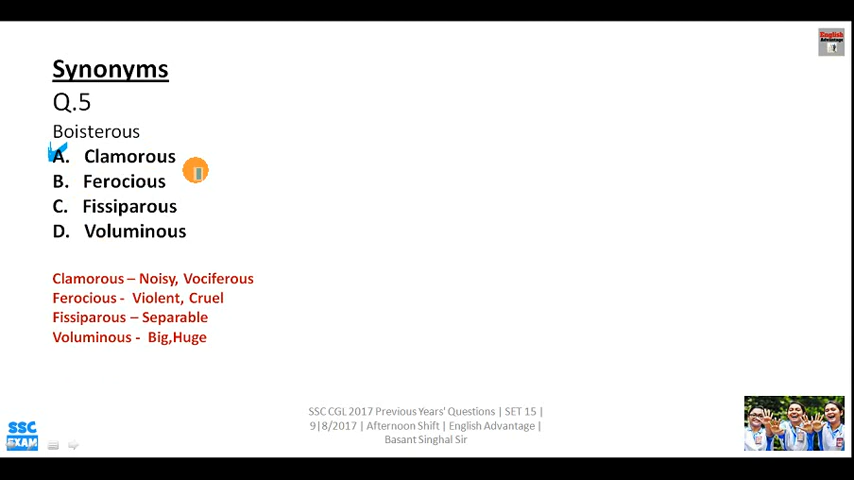 English
Advantage
Synonyms
Q.5
Boisterous
A. Clamorous
B. Ferocious
C. Fissiparous
D. Voluminous
Clamorous – Noisy, Vociferous
Ferocious - Violent, Cruel
Fissiparous – Separable
Voluminous - Big,Huge
SSC CGL 2017 Previous Years' Questions | SET 15 |
9|8/2017 | Afternoon Shift | English Advantage |
Basant Singhal Sir
SSC
EXAM